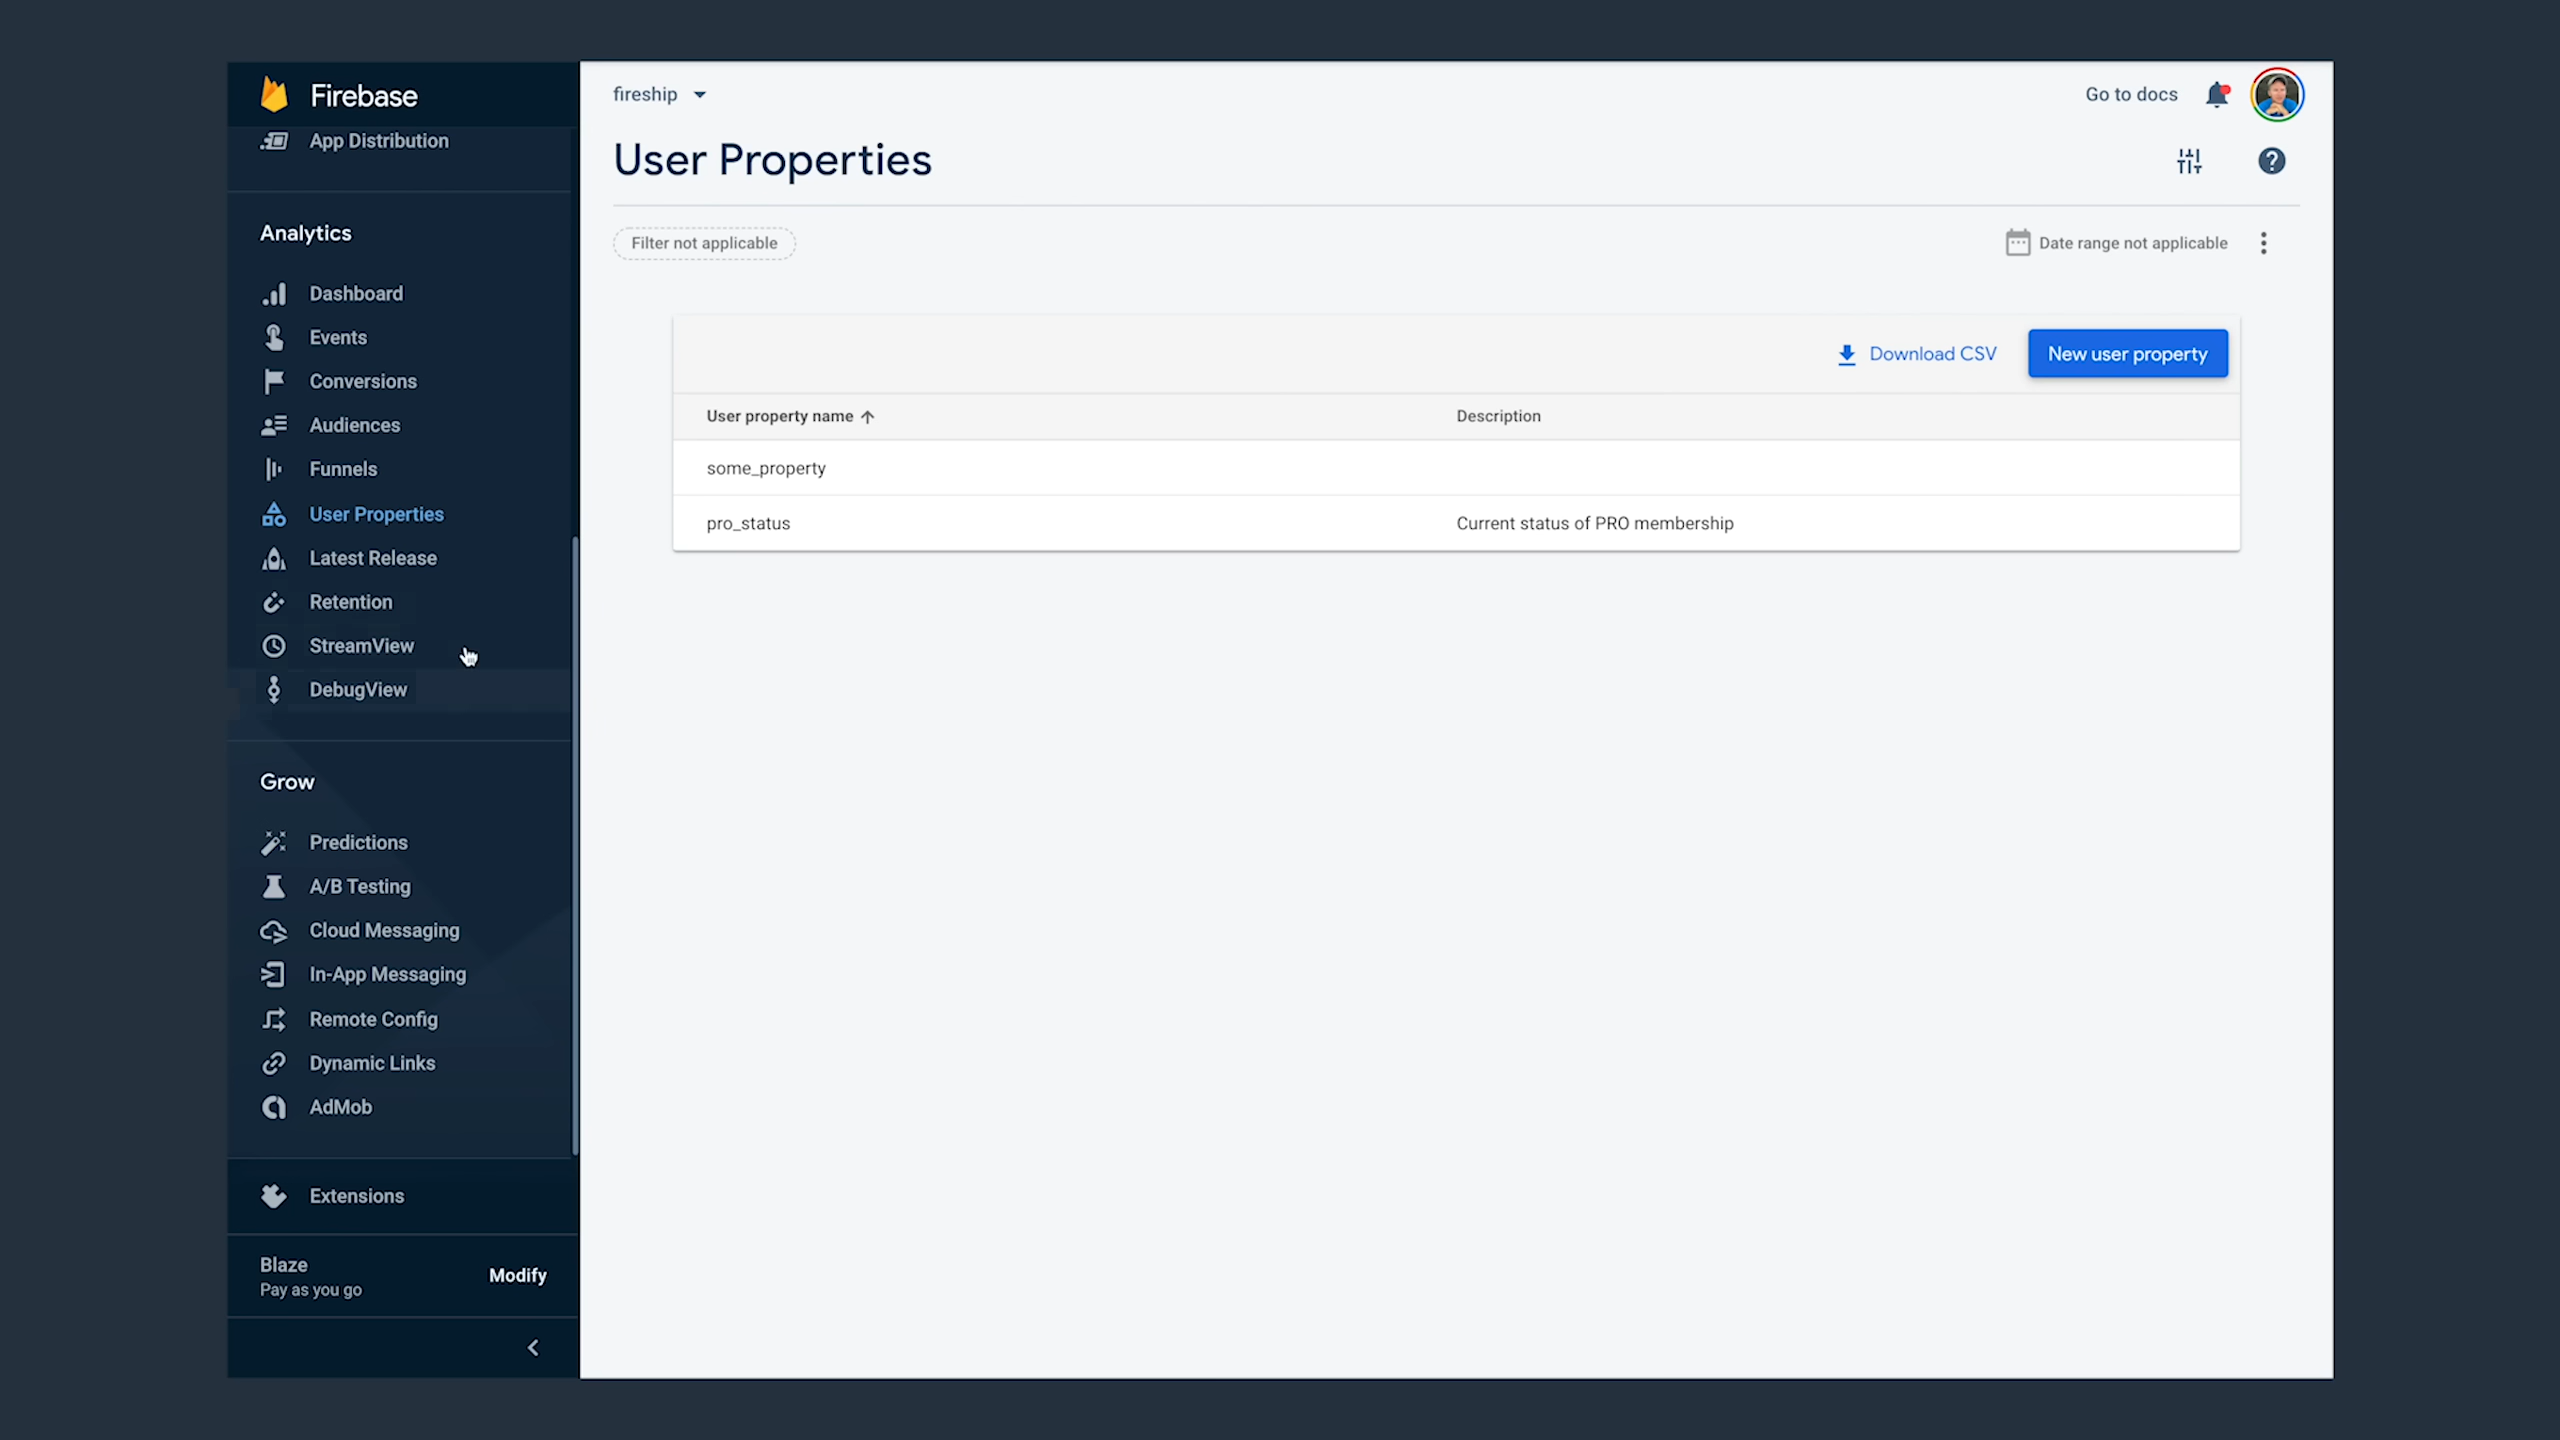 Firebase
App Distribution
Analytics
Dashboard
Events
Conversions
Audiences
Funnels
User Properties
Latest Release
Retention
StreamView
DebugView
Grow
Predictions
A/B Testing
Cloud Messaging
In-App Messaging
Remote Config
Dynamic Links
AdMob
Extensions
Blaze
Pay as you go
Modify
fireship
Go to docs
User Properties
Filter not applicable
Date range not applicable
Download CSV
New user property
User property name
Description
some_property
pro_status
Current status of PRO membership